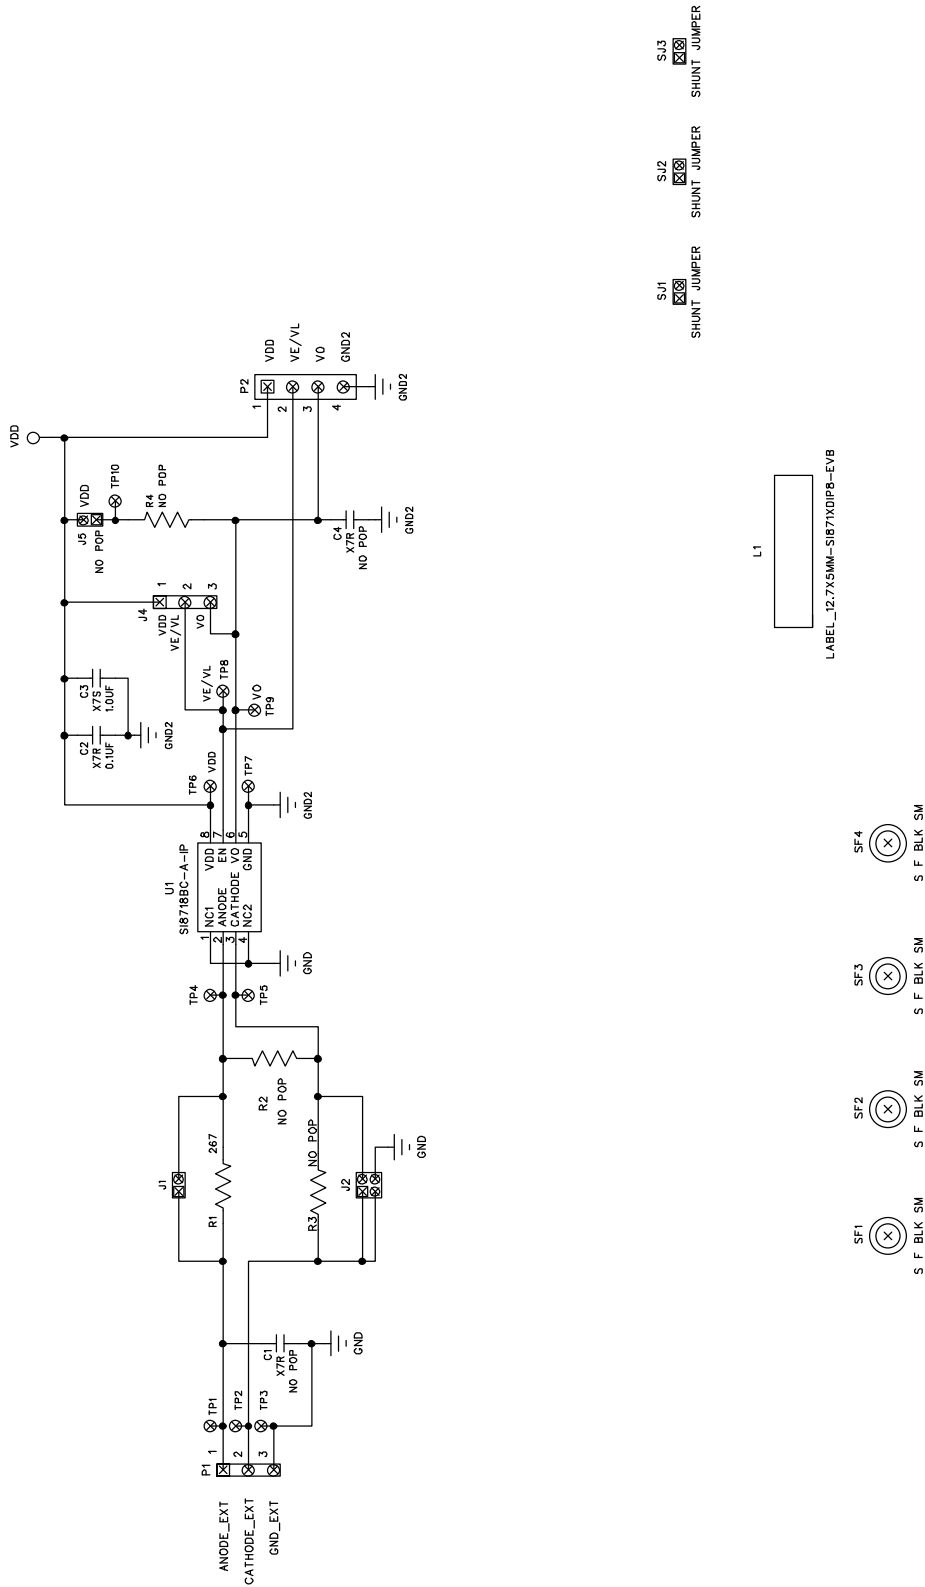 VDD
J5
VDD
NO POP
TP10
R4
NO POP
J4
VDD
VE/VL
VO
1
2
3
C3
X7S
1.0UF
C2
X7R
0.1UF
GND2
VE/VL
TP8
VO
TP9
C4
X7R
NO POP
GND2
P2
1
2
3
4
VDD
VE/VL
VO
GND2
GND2
TP6
VDD
TP7
GND2
U1
SI8718BC-A-IP
NC1
ANODE
CATHODE
NC2
VDD
EN
VO
GND
1
2
3
4
8
7
6
5
GND
TP4
TP5
R2
NO POP
J1
R1
267
R3
NO POP
J2
GND
C1
X7R
NO POP
GND
TP1
TP2
TP3
P1
1
2
3
ANODE_EXT
CATHODE_EXT
GND_EXT
SJ1
SHUNT JUMPER
SJ2
SHUNT JUMPER
SJ3
SHUNT JUMPER
L1
LABEL_12.7X5MM-SI871XDIP8-EVB
SF1
S F BLK SM
SF2
S F BLK SM
SF3
S F BLK SM
SF4
S F BLK SM